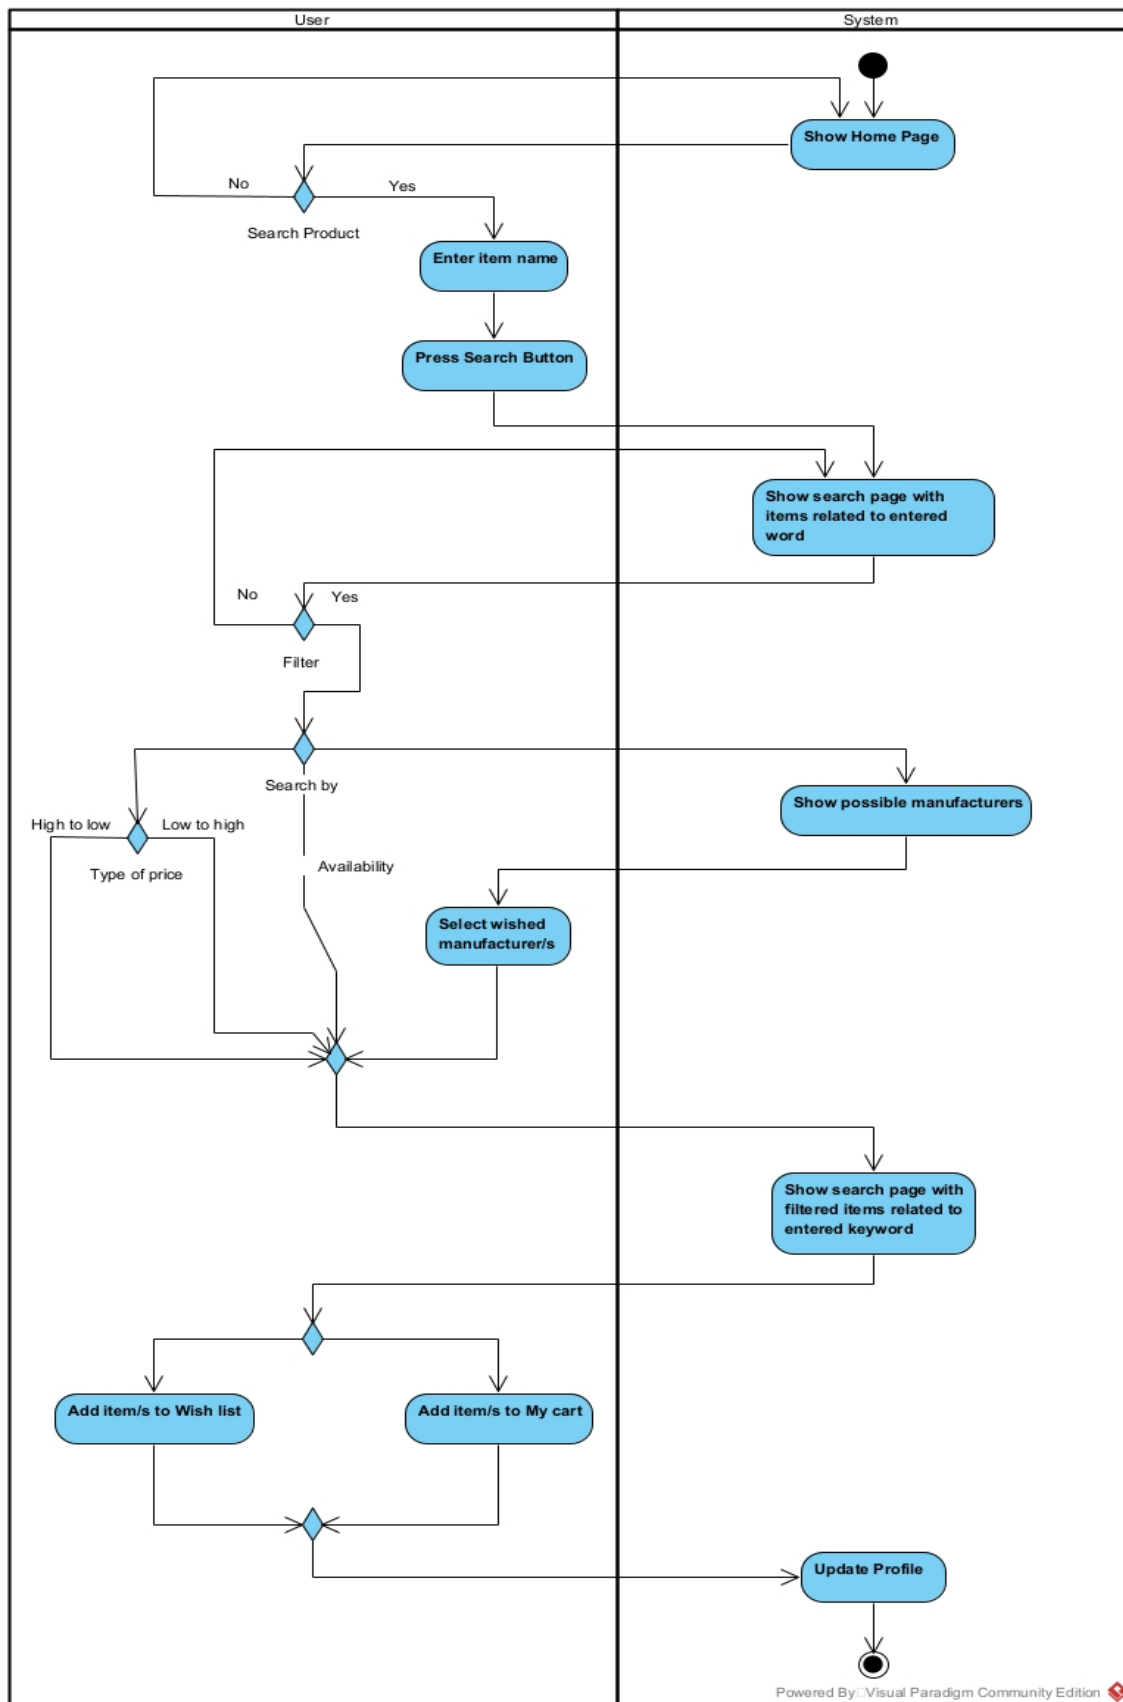 User
System
Show Home Page
No
Yes
Search Product
Enter item name
Press Search Button
Show search page with
items related to entered
word
No
Yes
Filter
Search by
Show possible manufacturers
High to low
Low to high
Type of price
Availability
Select wished
manufacturer/s
Show search page with
filtered items related to
entered keyword
Add item/s to Wish list
Add item/s to My cart
Update Profile
Powered By Visual Paradigm Community Edition